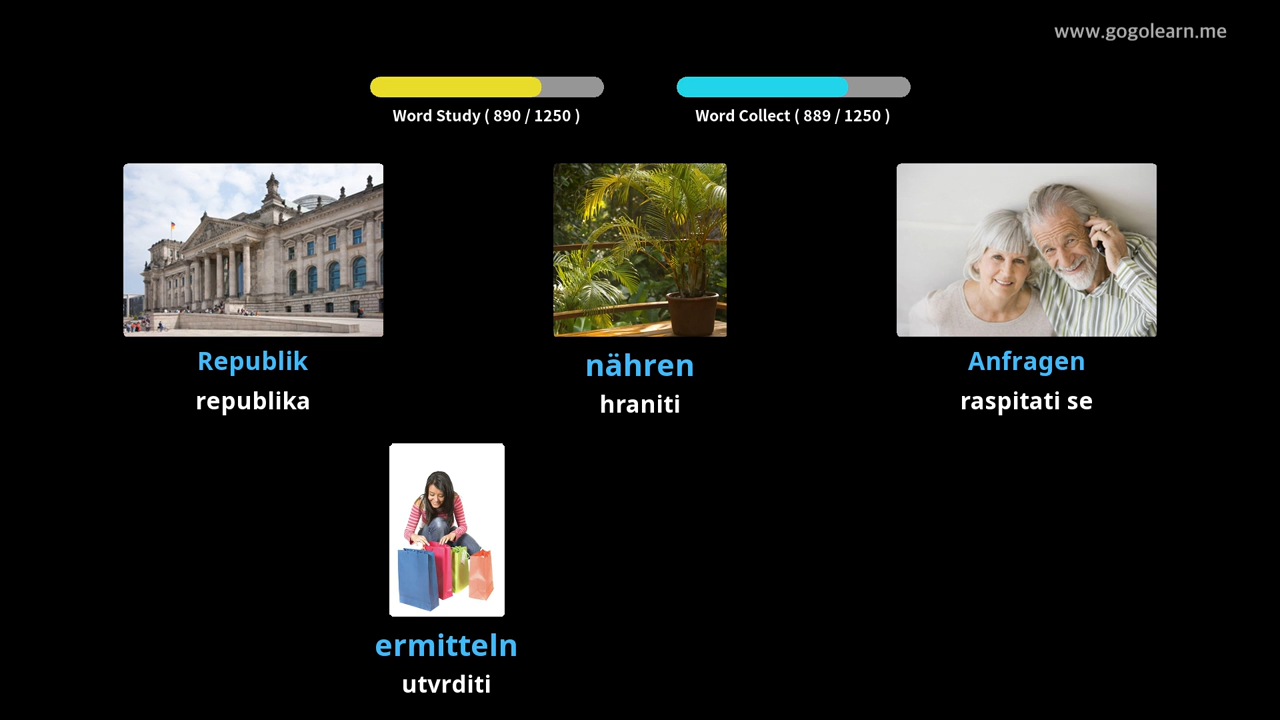 www.gogolearn.me
Word Study ( 890 / 1250 )
Word Collect ( 889 / 1250 )
Republik
republika
nähren
hraniti
Anfragen
raspitati se
ermitteln
utvrditi